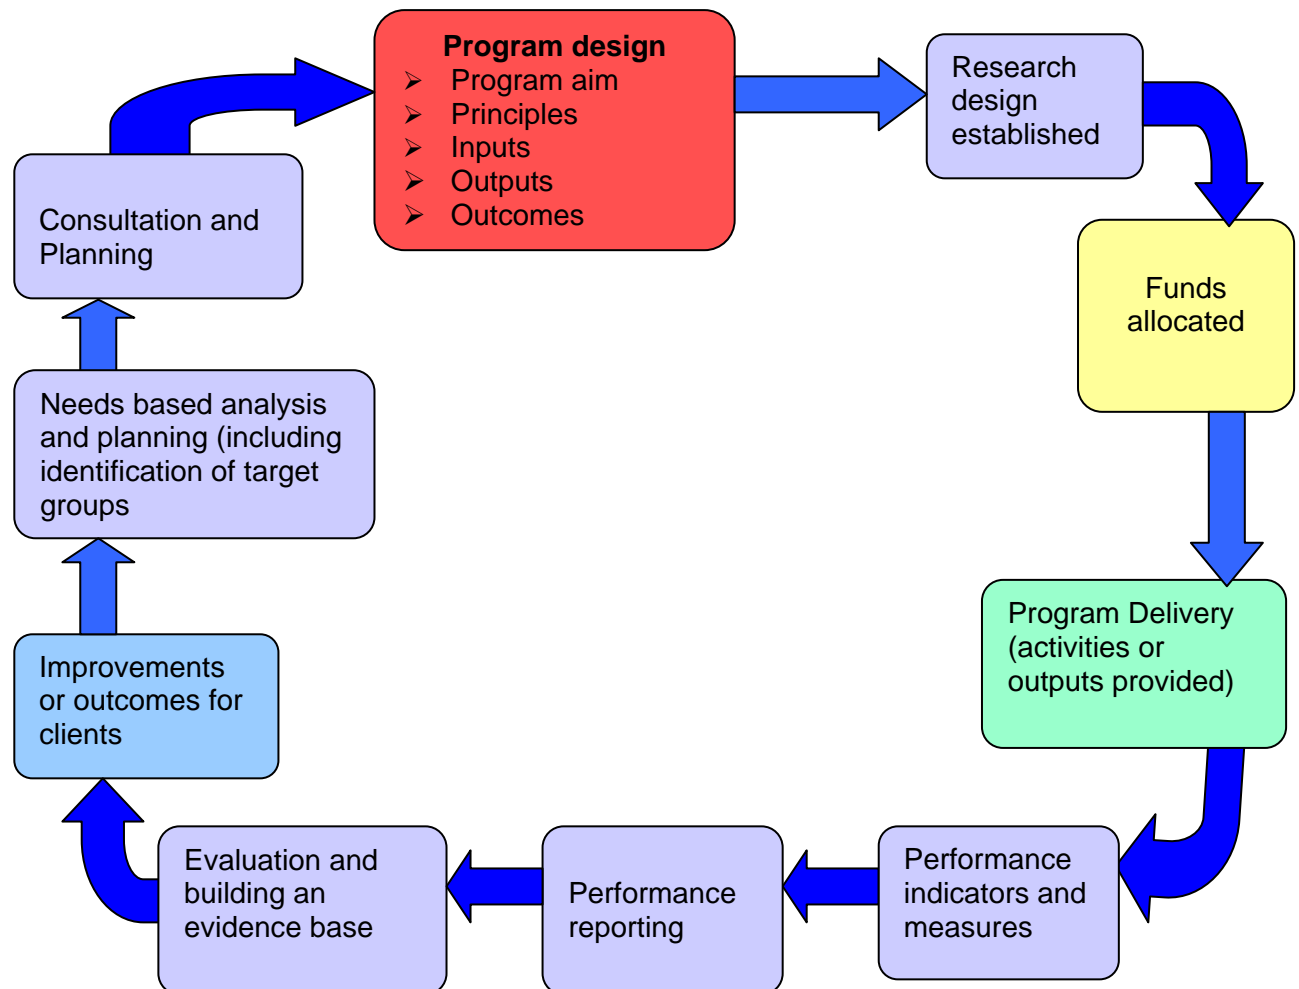 Program design
➢ Program aim
➢ Principles
➢ Inputs
➢ Outputs
➢ Outcomes
Research
design
established
Funds
allocated
Program Delivery
(activities or
outputs provided)
Performance
indicators and
measures
Performance
reporting
Evaluation and
building an
evidence base
Improvements
or outcomes for
clients
Needs based analysis
and planning (including
identification of target
groups
Consultation and
Planning